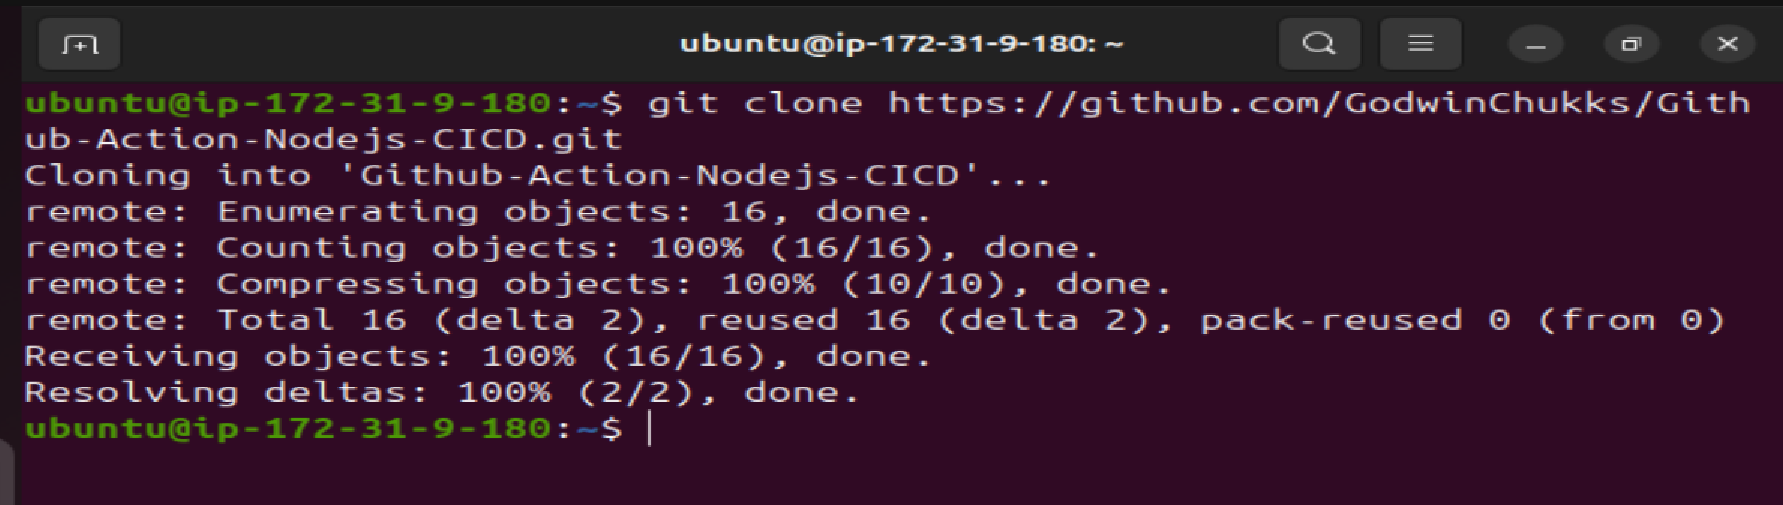 ubuntu@ip-172-31-9-180: ~
ubuntu@ip-172-31-9-180:~$ git clone https://github.com/GodwinChukks/Gith
ub-Action-Nodejs-CICD.git
Cloning into 'Github-Action-Nodejs-CICD'...
remote: Enumerating objects: 16, done.
remote: Counting objects: 100% (16/16), done.
remote: Compressing objects: 100% (10/10), done.
remote: Total 16 (delta 2), reused 16 (delta 2), pack-reused 0 (from 0)
Receiving objects: 100% (16/16), done.
Resolving deltas: 100% (2/2), done.
ubuntu@ip-172-31-9-180:~$